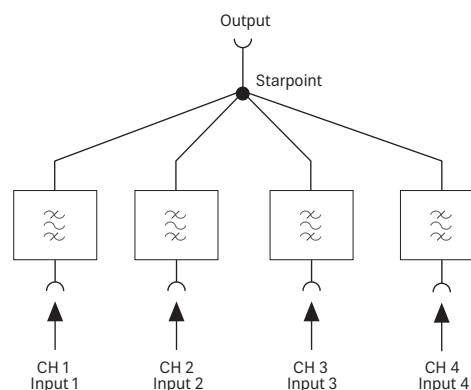 Output
Starpoint
CH 1
Input 1
CH 2
Input 2
CH 3
Input 3
CH 4
Input 4